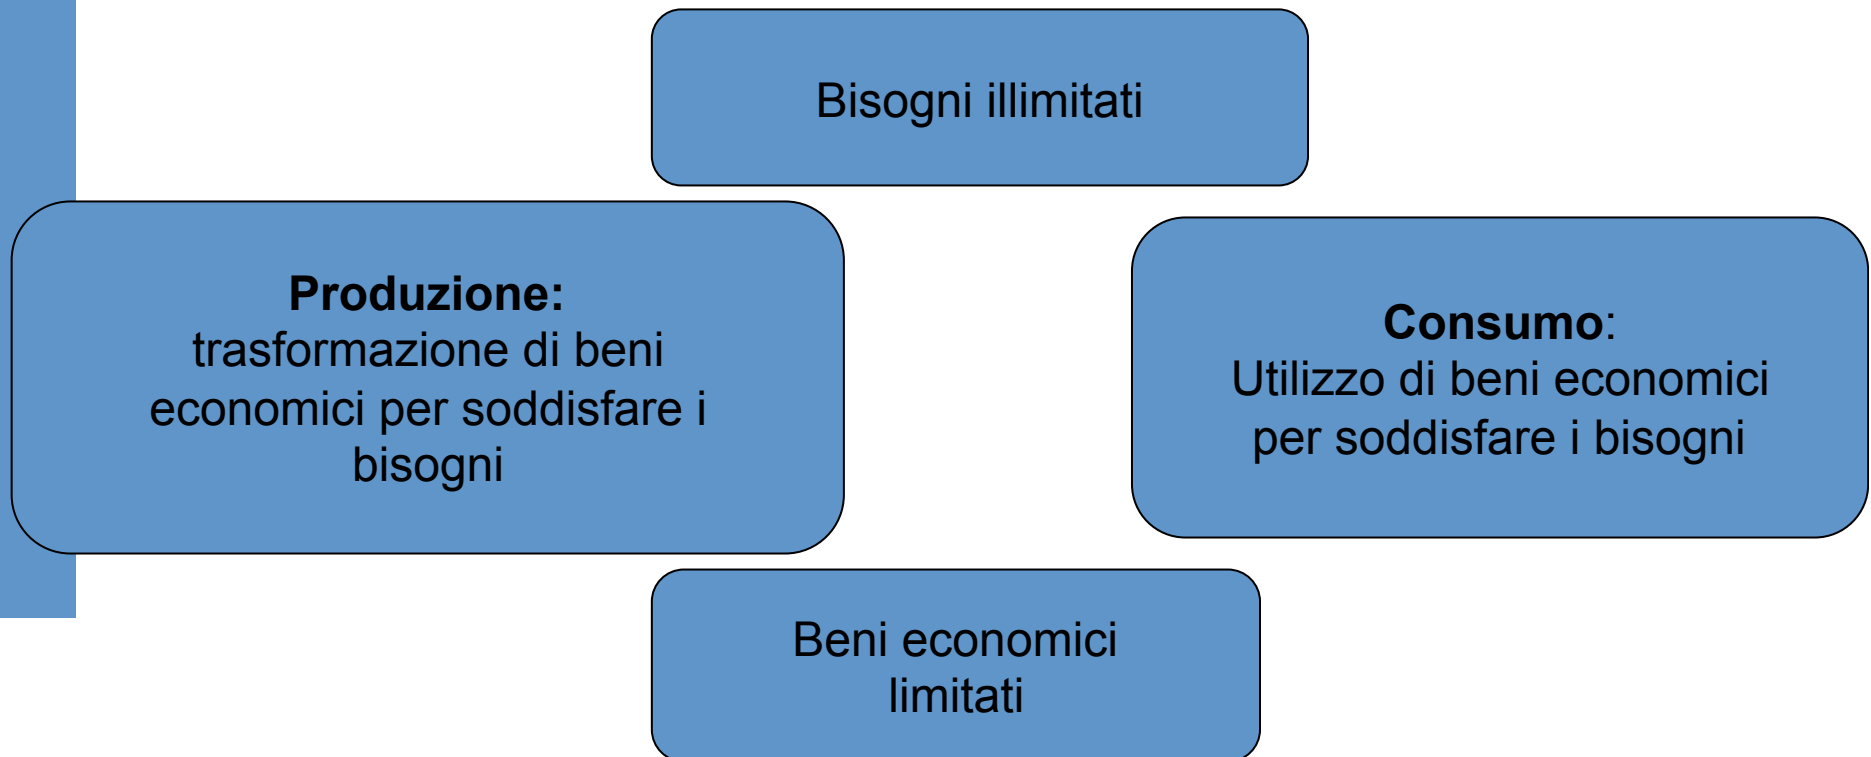 Bisogni illimitati
Produzione:
trasformazione di beni
economici per soddisfare i
bisogni
Consumo:
Utilizzo di beni economici
per soddisfare i bisogni
Beni economici
limitati